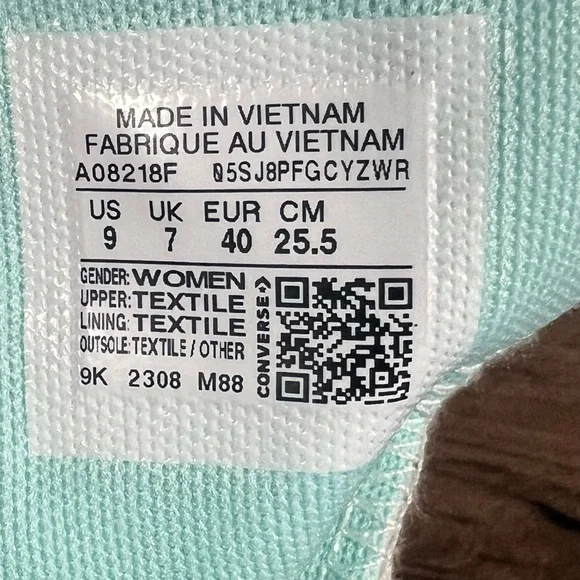 MADE IN VIETNAM
FABRIQUE AU VIETNAM
A08218F 05SJ8PFGCYZWR
US UK EUR CM
9 7 40 25.5
GENDER: WOMEN
UPPER: TEXTILE
LINING: TEXTILE
OUTSOLE: TEXTILE / OTHER
9K 2308 M88
CONVERSE